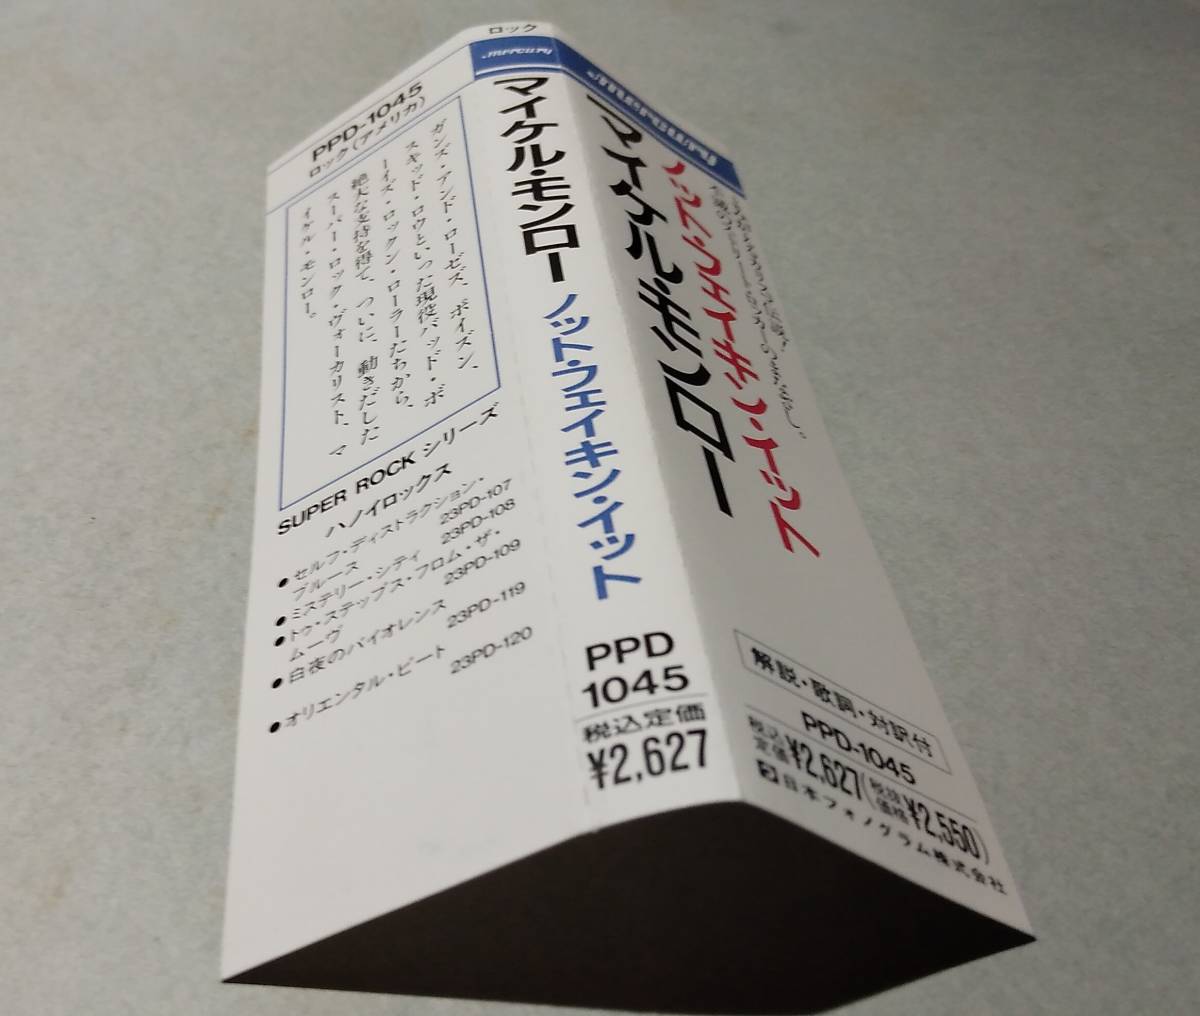 ロック
mercury
PPD-1045
ロック(アメリカ)
ガンズ・アンド・ローゼズ、ポイズン、
スキッド・ロウといった現役バッド・ボ
ーイズ・ロックン・ローラーたちから、
絶大な支持を得て、ついに、動きだした
スーパー・ロック・ヴォーカリスト、マ
イケル・モンロー。
SUPER ROCK シリーズ
ハノイロックス
●セルフ・ディストラクション・
ブルース 23PD-107
●ミステリー・シティ 23PD-108
●トゥ・ステップス・フロム・ザ・
ムーヴ 23PD-109
●白夜のバイオレンス 23PD-119
●オリエンタル・ビート 23PD-120
マイケル・モンロー ノット・フェイキン・イット
PPD
1045
税込定価
¥2,627
mercury
ノット・フェイキン・イット
マイケル・モンロー
解説・歌詞・対訳付
PPD-1045
税込定価¥2,627(税抜価格¥2,550)
日本フォノグラム株式会社